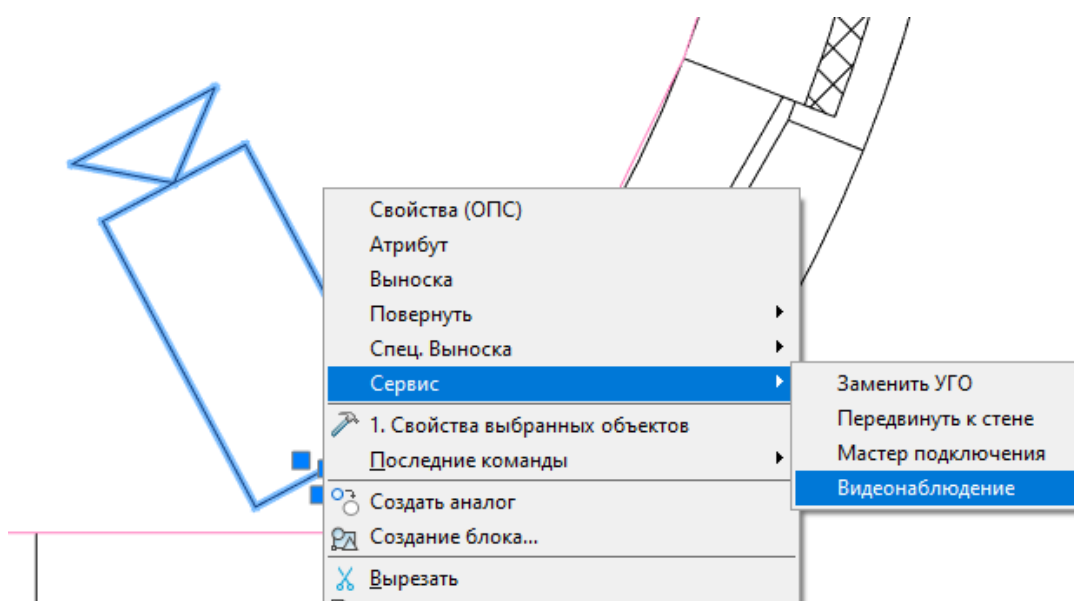 Свойства (ОПС)
Атрибут
Выноска
Повернуть
Спец. Выноска
Сервис
Заменить УГО
Передвинуть к стене
Мастер подключения
Видеонаблюдение
1. Свойства выбранных объектов
Последние команды
Создать аналог
Создание блока...
Вырезать